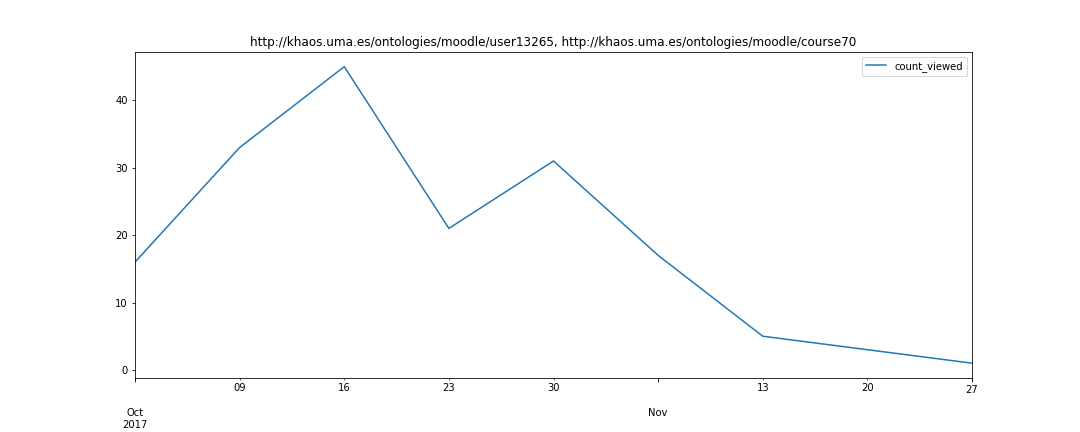 http://khaos.uma.es/ontologies/moodle/user13265, http://khaos.uma.es/ontologies/moodle/course70
count_viewed
40
30
20
10
0
09 16 23 30 13 20 27
Oct Nov
2017